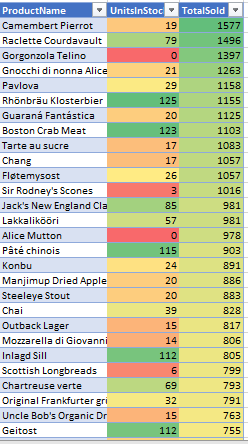 ProductName UnitsInStoc TotalSold
Camembert Pierrot 19 1577
Raclette Courdavault 79 1496
Gorgonzola Telino 0 1397
Gnocchi di nonna Alice 21 1263
Pavlova 29 1158
Rhönbräu Klosterbier 125 1155
Guaraná Fantástica 20 1125
Boston Crab Meat 123 1103
Tarte au sucre 17 1083
Chang 17 1057
Fløtemysost 26 1057
Sir Rodney's Scones 3 1016
Jack's New England Cla 85 981
Lakkalikööri 57 981
Alice Mutton 0 978
Pâté chinois 115 903
Konbu 24 891
Manjimup Dried Apple 20 886
Steeleye Stout 20 883
Chai 39 828
Outback Lager 15 817
Mozzarella di Giovanni 14 806
Inlagd Sill 112 805
Scottish Longbreads 6 799
Chartreuse verte 69 793
Original Frankfurter gri 32 791
Uncle Bob's Organic Dr 15 763
Geitost 112 755